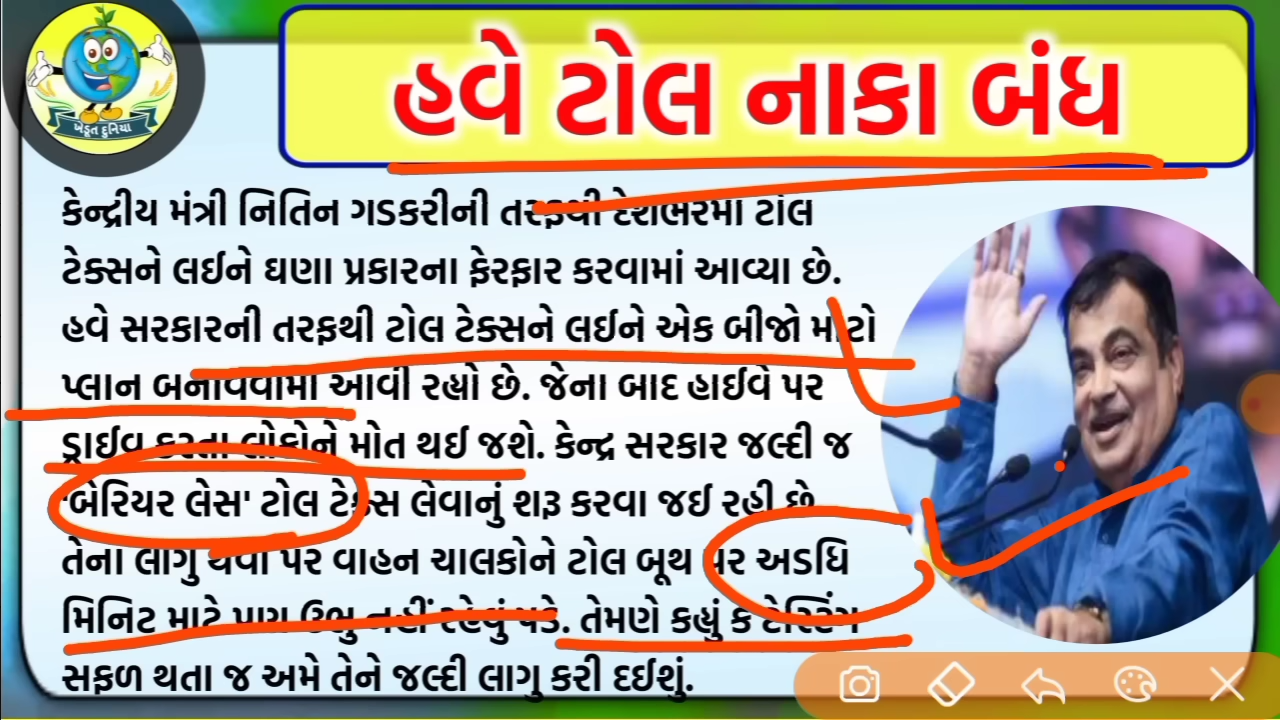 ખેડૂત દુનિયા
હવે ટોલ નાકા બંધ
કેન્દ્રીય મંત્રી નિતિન ગડકરીની તરફથી દેશભરમાં ટોલ
ટેક્સને લઈને ઘણા પ્રકારના ફેરફાર કરવામાં આવ્યા છે.
હવે સરકારની તરફથી ટોલ ટેક્સને લઈને એક બીજો મોટો
પ્લાન બનાવવામાં આવી રહ્યો છે. જેના બાદ હાઈવે પર
ડ્રાઈવ કરતા લોકોને મોત થઈ જશે. કેન્દ્ર સરકાર જલ્દી જ
'બેરિયર લેસ' ટોલ ટેક્સ લેવાનું શરૂ કરવા જઈ રહી છે
તેના લાગુ થવા પર વાહન ચાલકોને ટોલ બૂથ પર અડધિ
મિનિટ માટે પણ ઉભુ નહીં રહેવું પડે. તેમણે કહ્યું કે ટેસ્ટિંગ
સફળ થતા જ અમે તેને જલ્દી લાગુ કરી દઈશું.